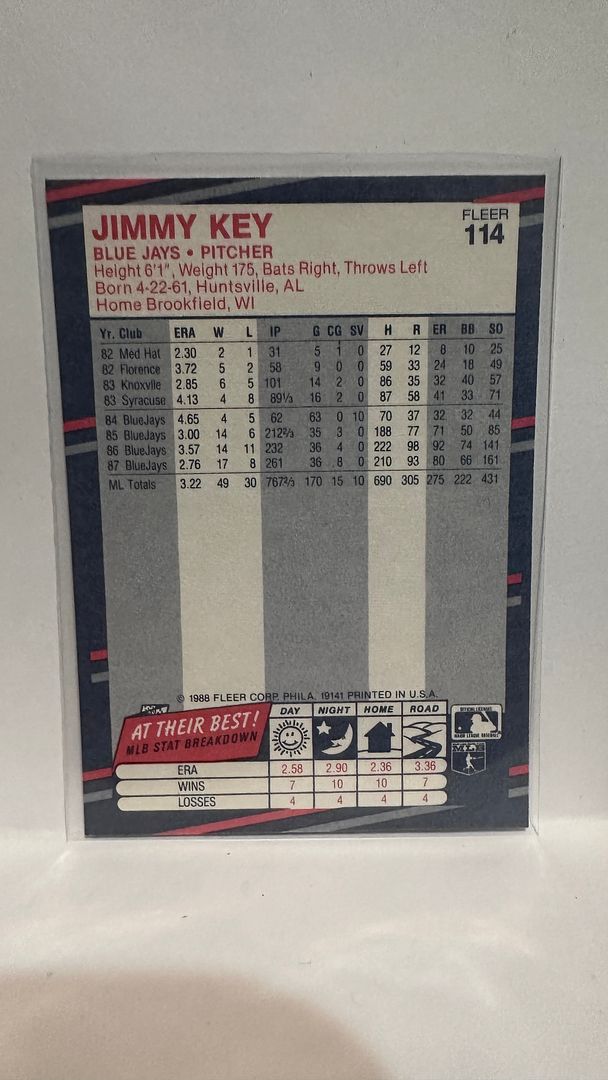 JIMMY KEY
FLEER
114
BLUE JAYS • PITCHER
Height 6'1", Weight 175, Bats Right, Throws Left
Born 4-22-61, Huntsville, AL
Home Brookfield, WI
Yr. Club ERA W L IP G CG SV H R ER BB SO
82 Med Hat 2.30 2 1 31 5 1 0 27 12 8 10 25
82 Florence 3.72 5 2 58 9 0 0 59 33 24 18 49
83 Knoxvlle 2.85 6 5 101 14 2 0 86 35 32 40 57
83 Syracuse 4.13 4 8 89⅓ 16 2 0 87 58 41 33 71
84 BlueJays 4.65 4 5 62 63 0 10 70 37 32 32 44
85 BlueJays 3.00 14 6 212⅔ 35 3 0 188 77 71 50 85
86 BlueJays 3.57 14 11 232 36 4 0 222 98 92 74 141
87 BlueJays 2.76 17 8 261 36 8 0 210 93 80 66 161
ML Totals 3.22 49 30 767⅔ 170 15 10 690 305 275 222 431
© 1988 FLEER CORP. PHILA. 19141 PRINTED IN U.S.A.
AT THEIR BEST!
MLB STAT BREAKDOWN
DAY NIGHT HOME ROAD
ERA 2.58 2.90 2.36 3.36
WINS 7 10 10 7
LOSSES 4 4 4 4
OFFICIAL LICENSEE
MAJOR LEAGUE BASEBALL